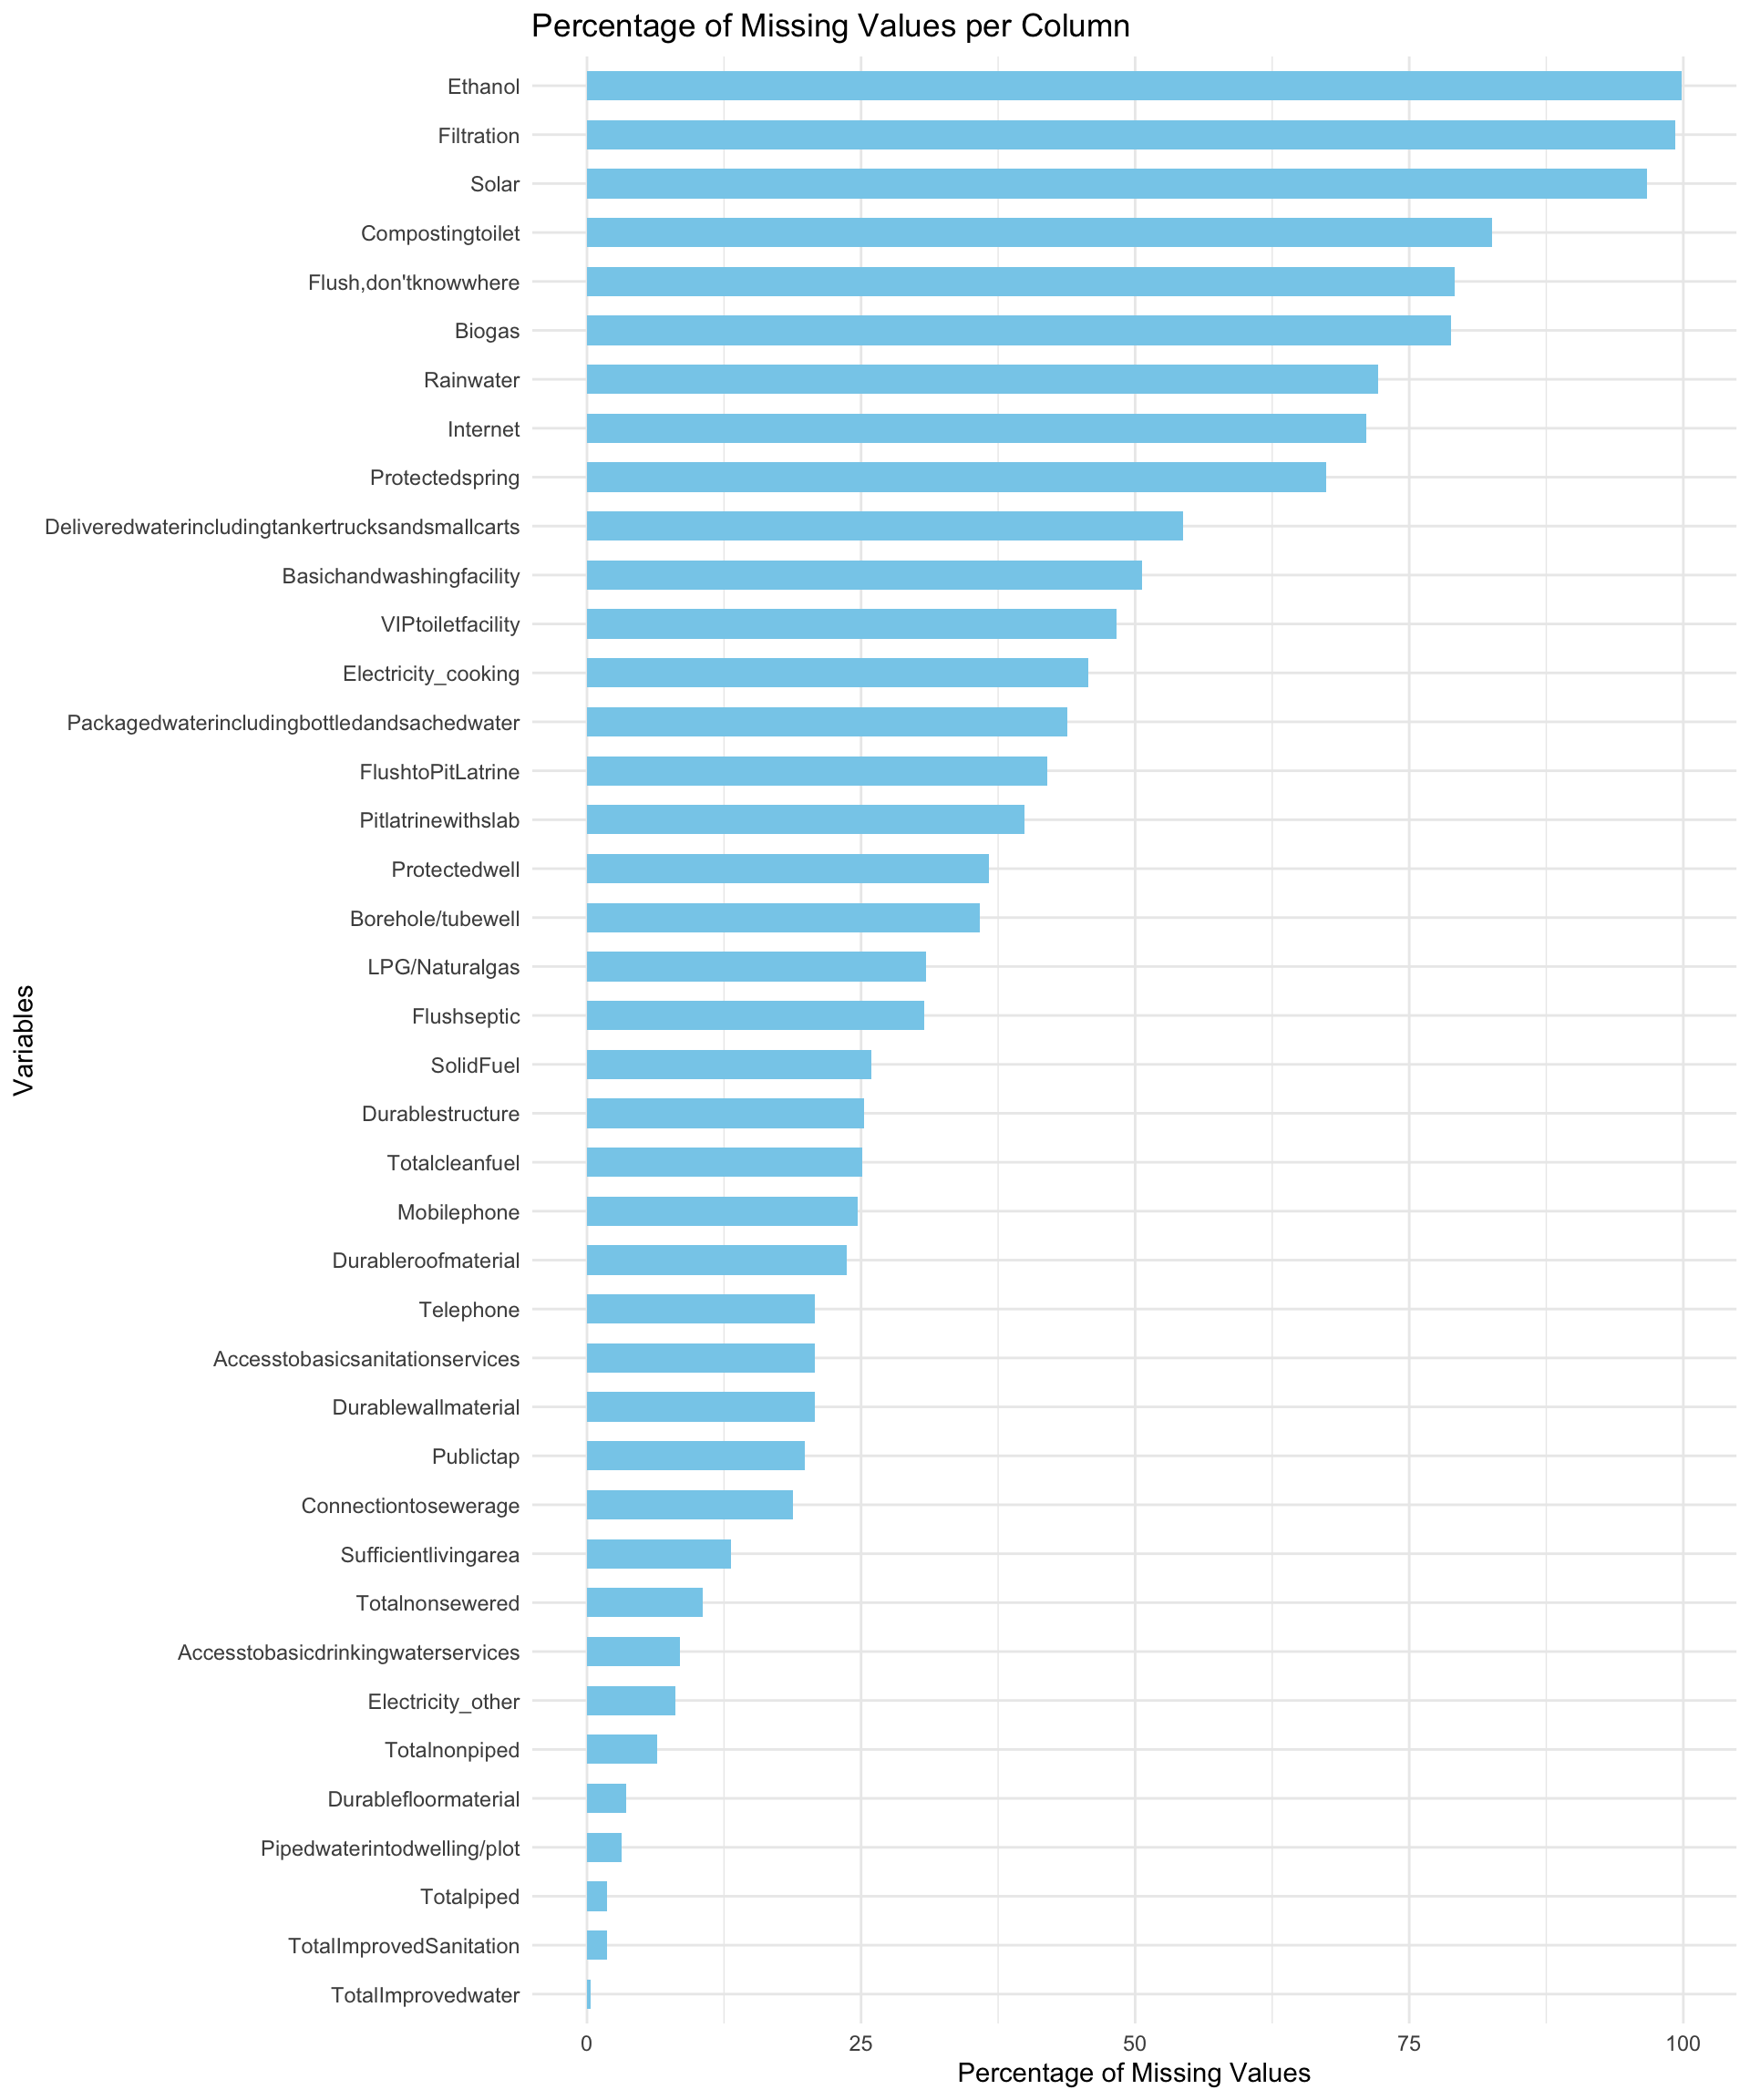 Percentage of Missing Values per Column
Ethanol
Filtration
Solar
Compostingtoilet
Flush,don'tknowwhere
Biogas
Rainwater
Internet
Protectedspring
Deliveredwaterincludingtankertrucksandsmallcarts
Basichandwashingfacility
VIPtoiletfacility
Electricity_cooking
Packagedwaterincludingbottledandsachedwater
FlushtoPitLatrine
Pitlatrinewithslab
Protectedwell
Borehole/tubewell
LPG/Naturalgas
Flushseptic
SolidFuel
Durablestructure
Totalcleanfuel
Mobilephone
Durableroofmaterial
Telephone
Accesstobasicsanitationservices
Durablewallmaterial
Publictap
Connectiontosewerage
Sufficientlivingarea
Totalnonsewered
Accesstobasicdrinkingwaterservices
Electricity_other
Totalnonpiped
Durablefloormaterial
Pipedwaterintodwelling/plot
Totalpiped
TotalImprovedSanitation
TotalImprovedwater
Variables
0 25 50 75 100
Percentage of Missing Values